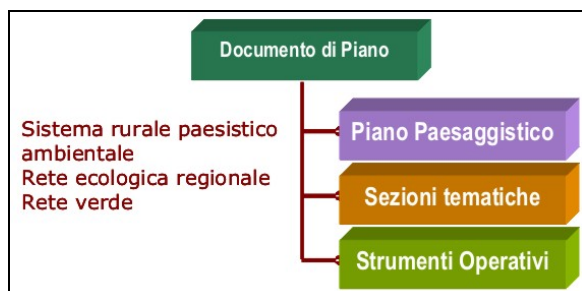 Documento di Piano
Sistema rurale paesistico
ambientale
Rete ecologica regionale
Rete verde
Piano Paesaggistico
Sezioni tematiche
Strumenti Operativi